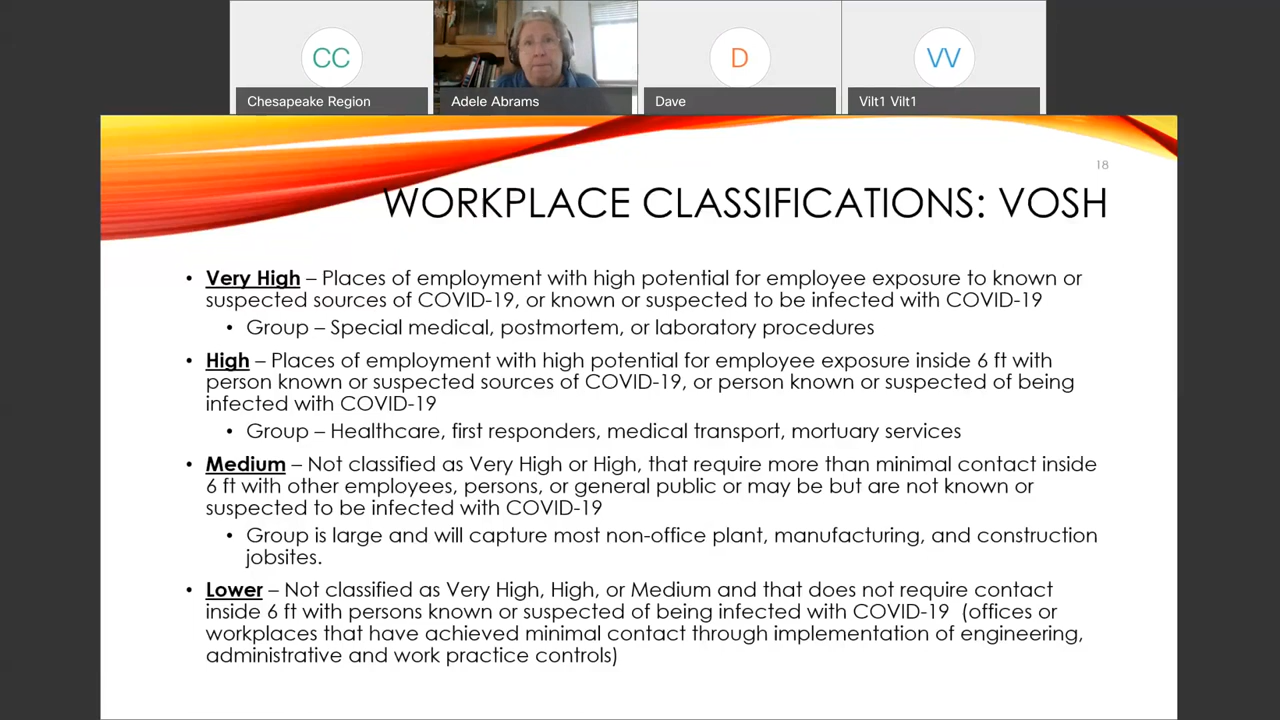 CC
D
VV
Chesapeake Region
Adele Abrams
Dave
Vilt1 Vilt1
18
WORKPLACE CLASSIFICATIONS: VOSH
• Very High – Places of employment with high potential for employee exposure to known or
suspected sources of COVID-19, or known or suspected to be infected with COVID-19
• Group – Special medical, postmortem, or laboratory procedures
• High – Places of employment with high potential for employee exposure inside 6 ft with
person known or suspected sources of COVID-19, or person known or suspected of being
infected with COVID-19
• Group – Healthcare, first responders, medical transport, mortuary services
• Medium – Not classified as Very High or High, that require more than minimal contact inside
6 ft with other employees, persons, or general public or may be but are not known or
suspected to be infected with COVID-19
• Group is large and will capture most non-office plant, manufacturing, and construction
jobsites.
• Lower – Not classified as Very High, High, or Medium and that does not require contact
inside 6 ft with persons known or suspected of being infected with COVID-19 (offices or
workplaces that have achieved minimal contact through implementation of engineering,
administrative and work practice controls)